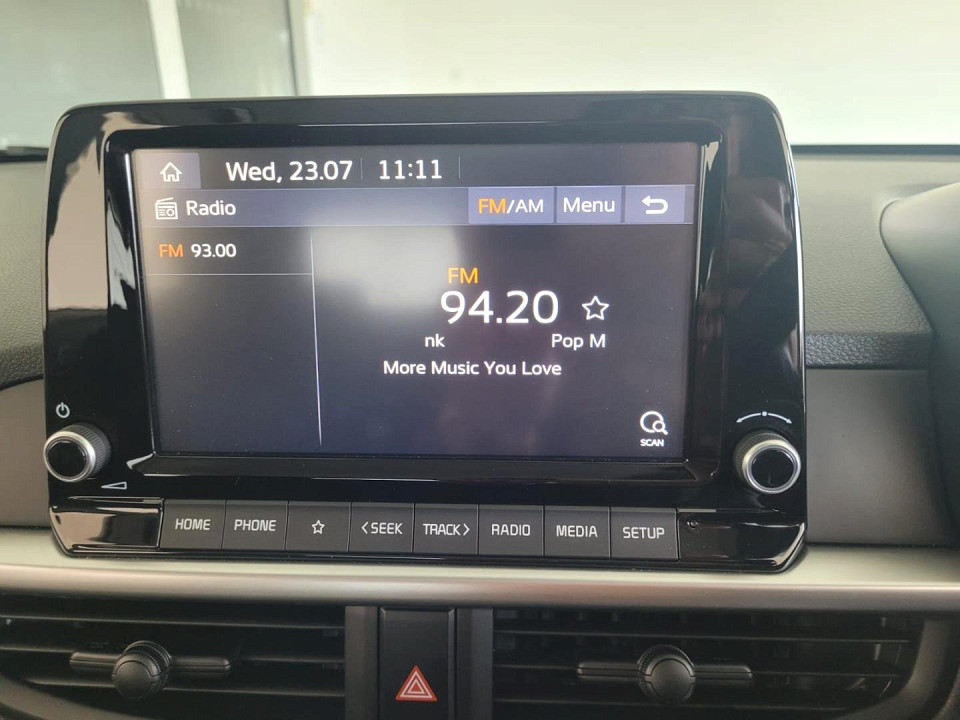 Wed, 23.07 11:11
Radio FM/AM Menu
FM 93.00
FM
94.20
nk Pop M
More Music You Love
SCAN
HOME PHONE <SEEK TRACK> RADIO MEDIA SETUP